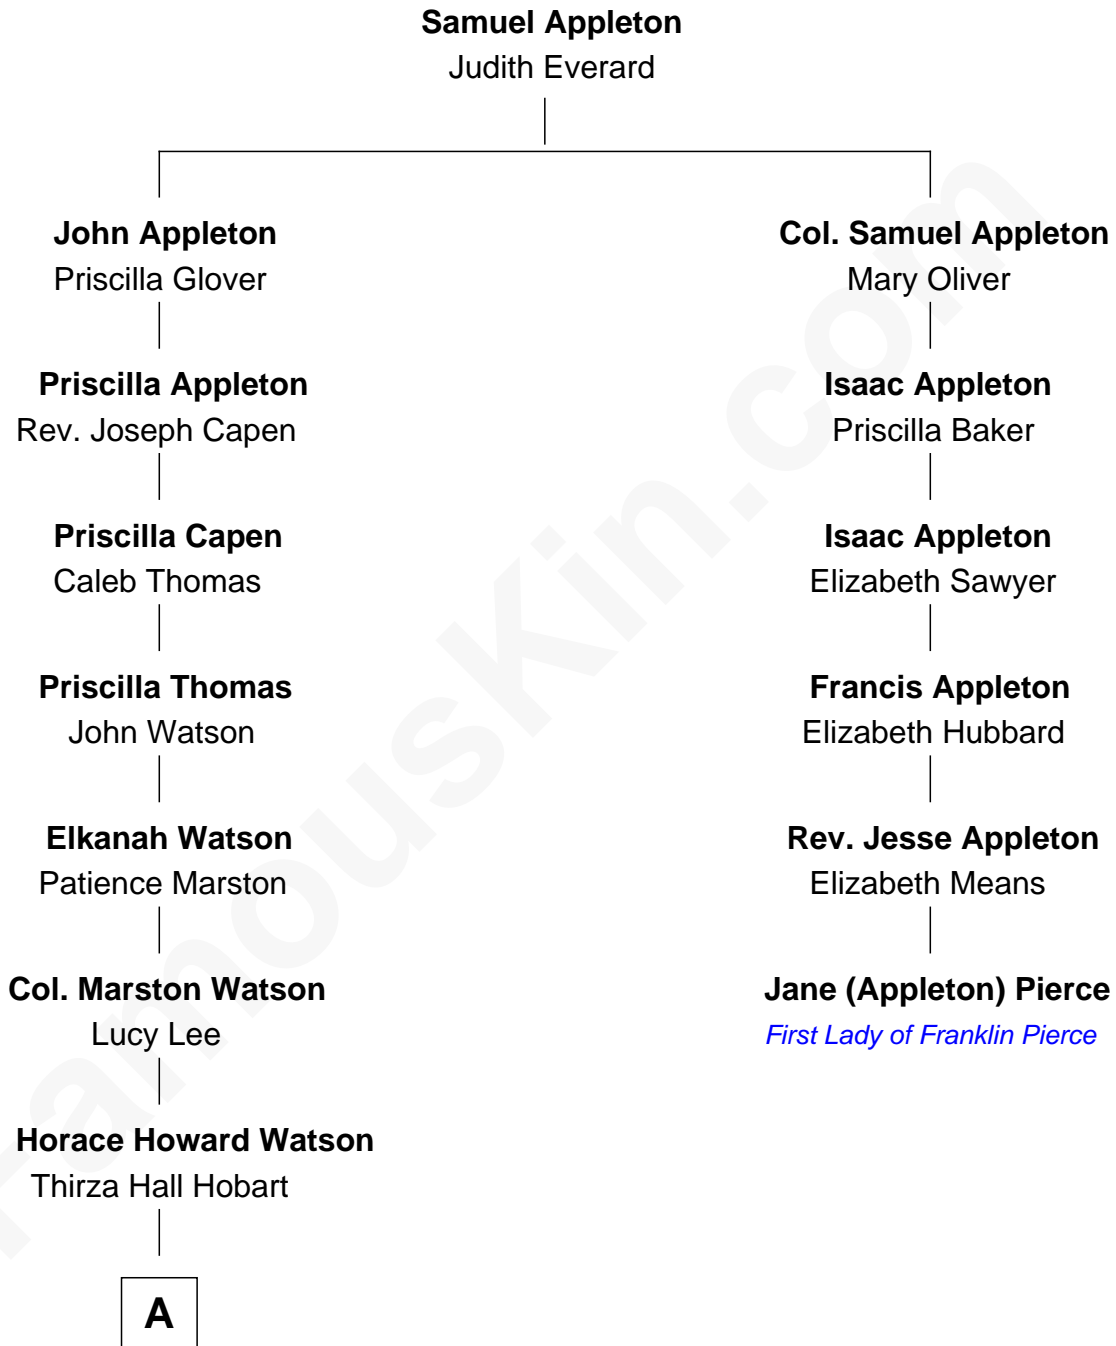 Samuel Appleton
Judith Everard
John Appleton
Priscilla Glover
Col. Samuel Appleton
Mary Oliver
Priscilla Appleton
Rev. Joseph Capen
Isaac Appleton
Priscilla Baker
Priscilla Capen
Caleb Thomas
Isaac Appleton
Elizabeth Sawyer
Priscilla Thomas
John Watson
Francis Appleton
Elizabeth Hubbard
Elkanah Watson
Patience Marston
Rev. Jesse Appleton
Elizabeth Means
Col. Marston Watson
Lucy Lee
Jane (Appleton) Pierce
First Lady of Franklin Pierce
Horace Howard Watson
Thirza Hall Hobart
A
FamousKin.com